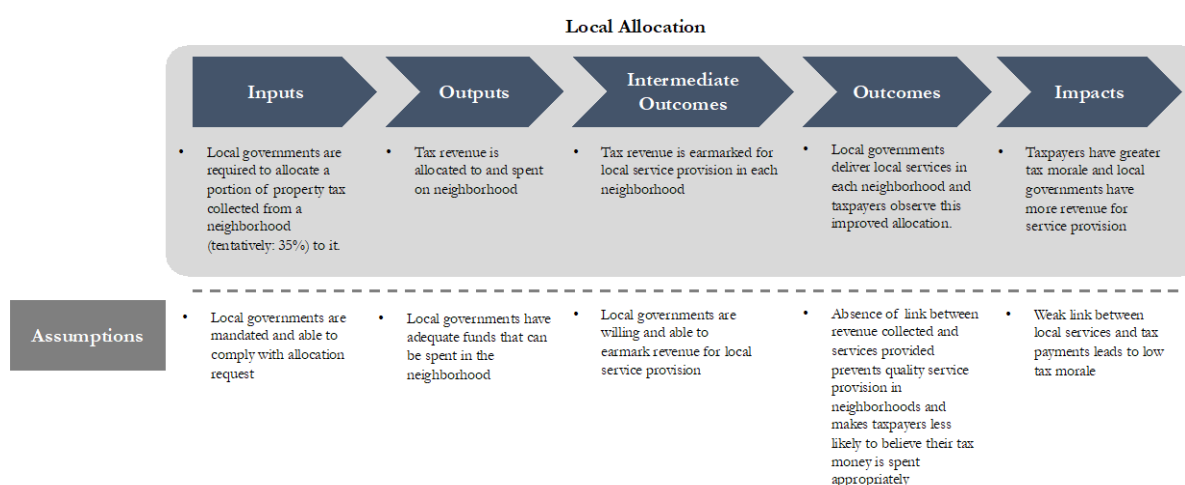 Local Allocation
Inputs
Outputs
Intermediate
Outcomes
Outcomes
Impacts
• Local governments are
required to allocate a
portion of property tax
collected from a
neighborhood
(tentatively: 35%) to it.
• Tax revenue is
allocated to and spent
on neighborhood
• Tax revenue is earmarked for
local service provision in each
neighborhood
• Local governments
deliver local services in
each neighborhood and
taxpayers observe this
improved allocation.
• Taxpayers have greater
tax morale and local
governments have
more revenue for
service provision
Assumptions
• Local governments are
mandated and able to
comply with allocation
request
• Local governments have
adequate funds that can
be spent in the
neighborhood
• Local governments are
willing and able to
earmark revenue for local
service provision
• Absence of link between
revenue collected and
services provided
prevents quality service
provision in
neighborhoods and
makes taxpayers less
likely to believe their tax
money is spent
appropriately
• Weak link between
local services and tax
payments leads to low
tax morale